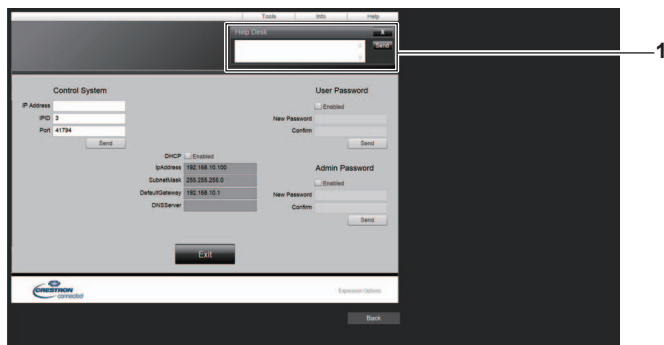 Tools Info Help
Help Desk X
Send
1
Control System
IP Address
IPID 3
Port 41794
Send
User Password
Enabled
New Password
Confirm
Send
DHCP Enabled
IpAddress 192.168.10.100
SubnetMask 255.255.255.0
DefaultGateway 192.168.10.1
DNSServer
Admin Password
Enabled
New Password
Confirm
Send
Exit
CRESTRON
connected
Expansion Options
Back